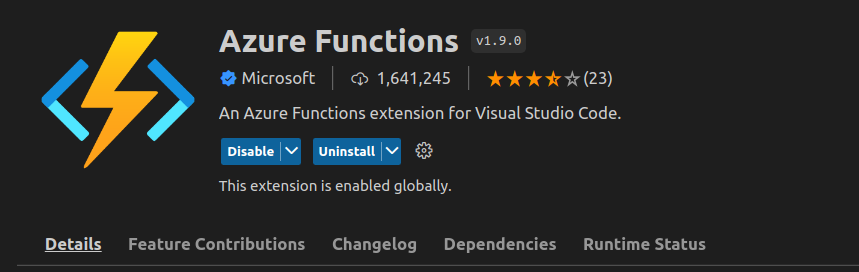 Azure Functions v1.9.0
Microsoft 1,641,245 (23)
An Azure Functions extension for Visual Studio Code.
Disable Uninstall
This extension is enabled globally.
Details Feature Contributions Changelog Dependencies Runtime Status